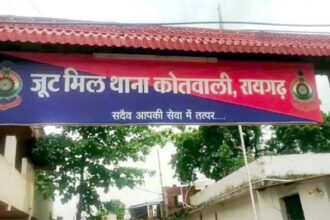 जूट मिल थाना कोतवाली, रायगढ़
सदैव आपकी सेवा में तत्पर.....